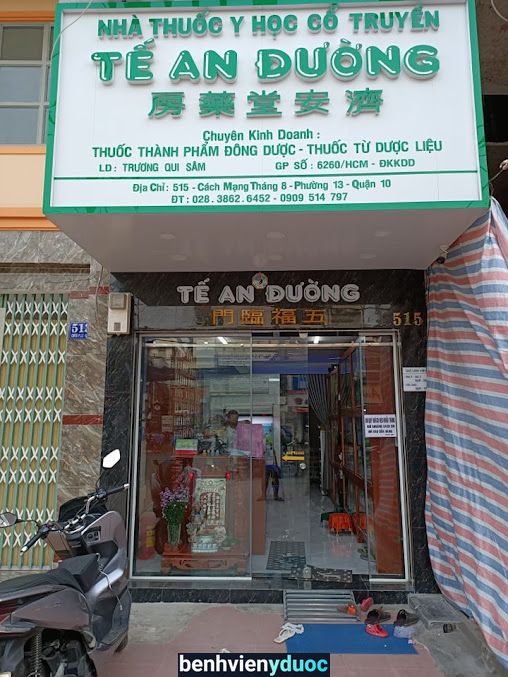 NHÀ THUỐC Y HỌC CỔ TRUYỀN
TẾ AN ĐƯỜNG
房藥堂安濟
Chuyên Kinh Doanh :
THUỐC THÀNH PHẨM ĐÔNG DƯỢC - THUỐC TỪ DƯỢC LIỆU
LD : TRƯƠNG QUI SÂM GP SỐ : 6260/HCM - ĐKKDD
Địa Chỉ : 515 - Cách Mạng Tháng 8 - Phường 13 - Quận 10
ĐT : 028. 3862.6452 - 0909 514 797
TẾ AN ĐƯỜNG
門臨福五
515
512
benhvienyduoc